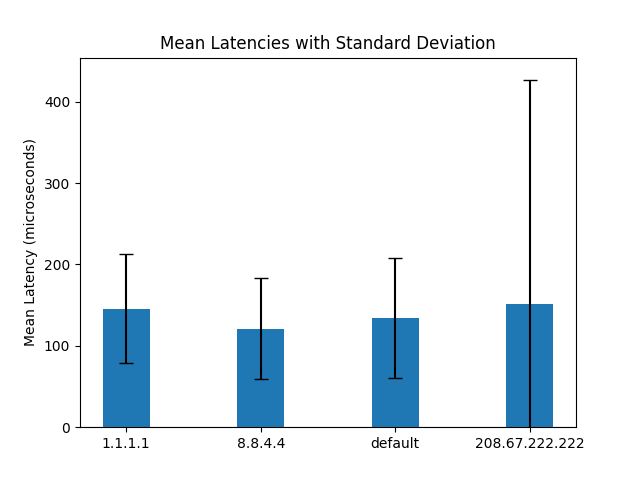 Mean Latencies with Standard Deviation
Mean Latency (microseconds)
400
300
200
100
0
1.1.1.1 8.8.4.4 default 208.67.222.222